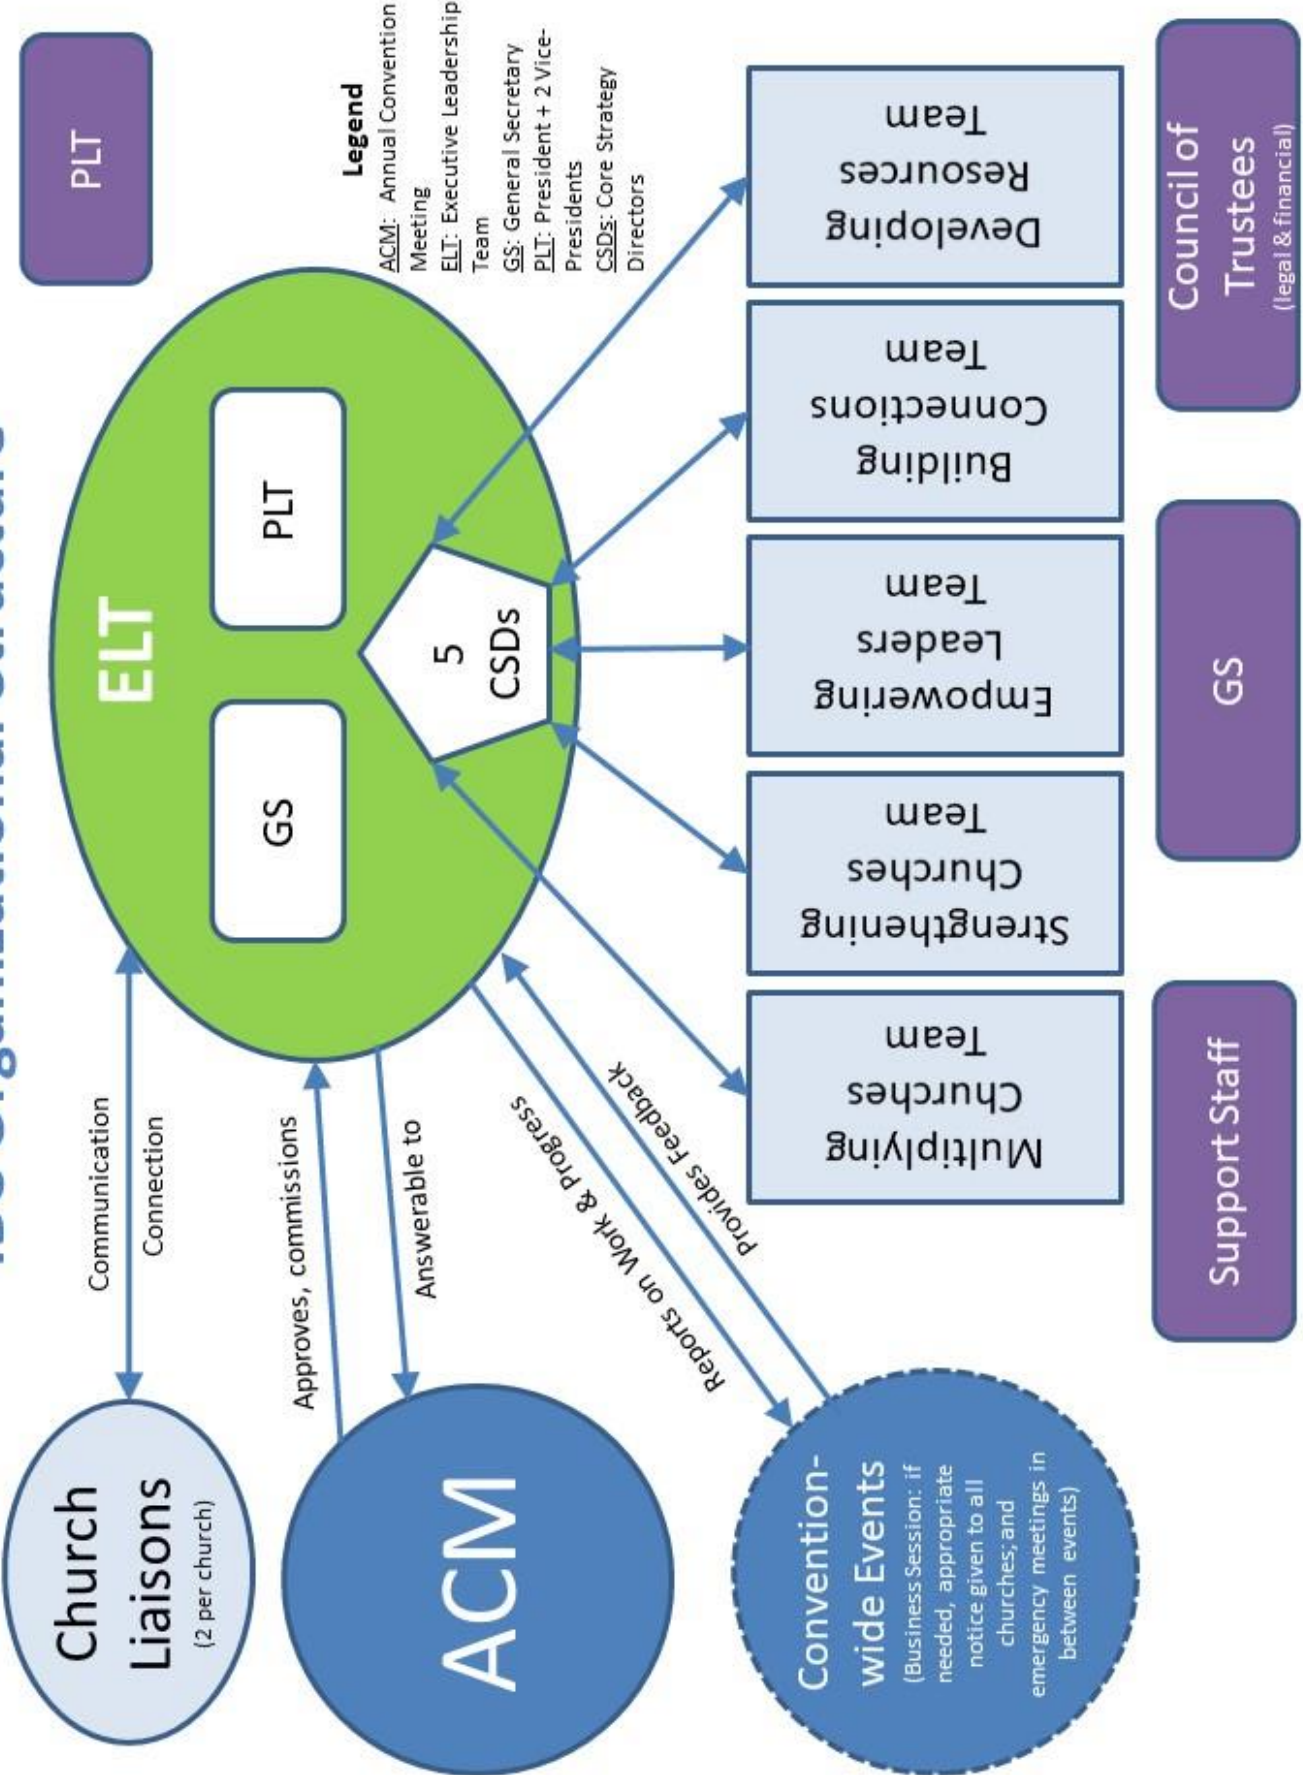 Organizational Structure
Church
Liaisons
(2 per church)
Communication
Connection
ELT
PLT
ACM
Approves, commissions
Answerable to
GS
PLT
5
CSDs
Legend
ACM: Annual Convention
Meeting
ELT: Executive Leadership
Team
GS: General Secretary
PLT: President + 2 Vice-
Presidents
CSDs: Core Strategy
Directors
Reports on Work & Progress
Provides Feedback
Convention-
wide Events
(Business Session: if
needed, appropriate
notice given to all
churches; and
emergency meetings in
between events)
Multiplying
Churches
Team
Strengthening
Churches
Team
Empowering
Leaders
Team
Building
Connections
Team
Developing
Resources
Team
Support Staff
GS
Council of
Trustees
(legal & financial)